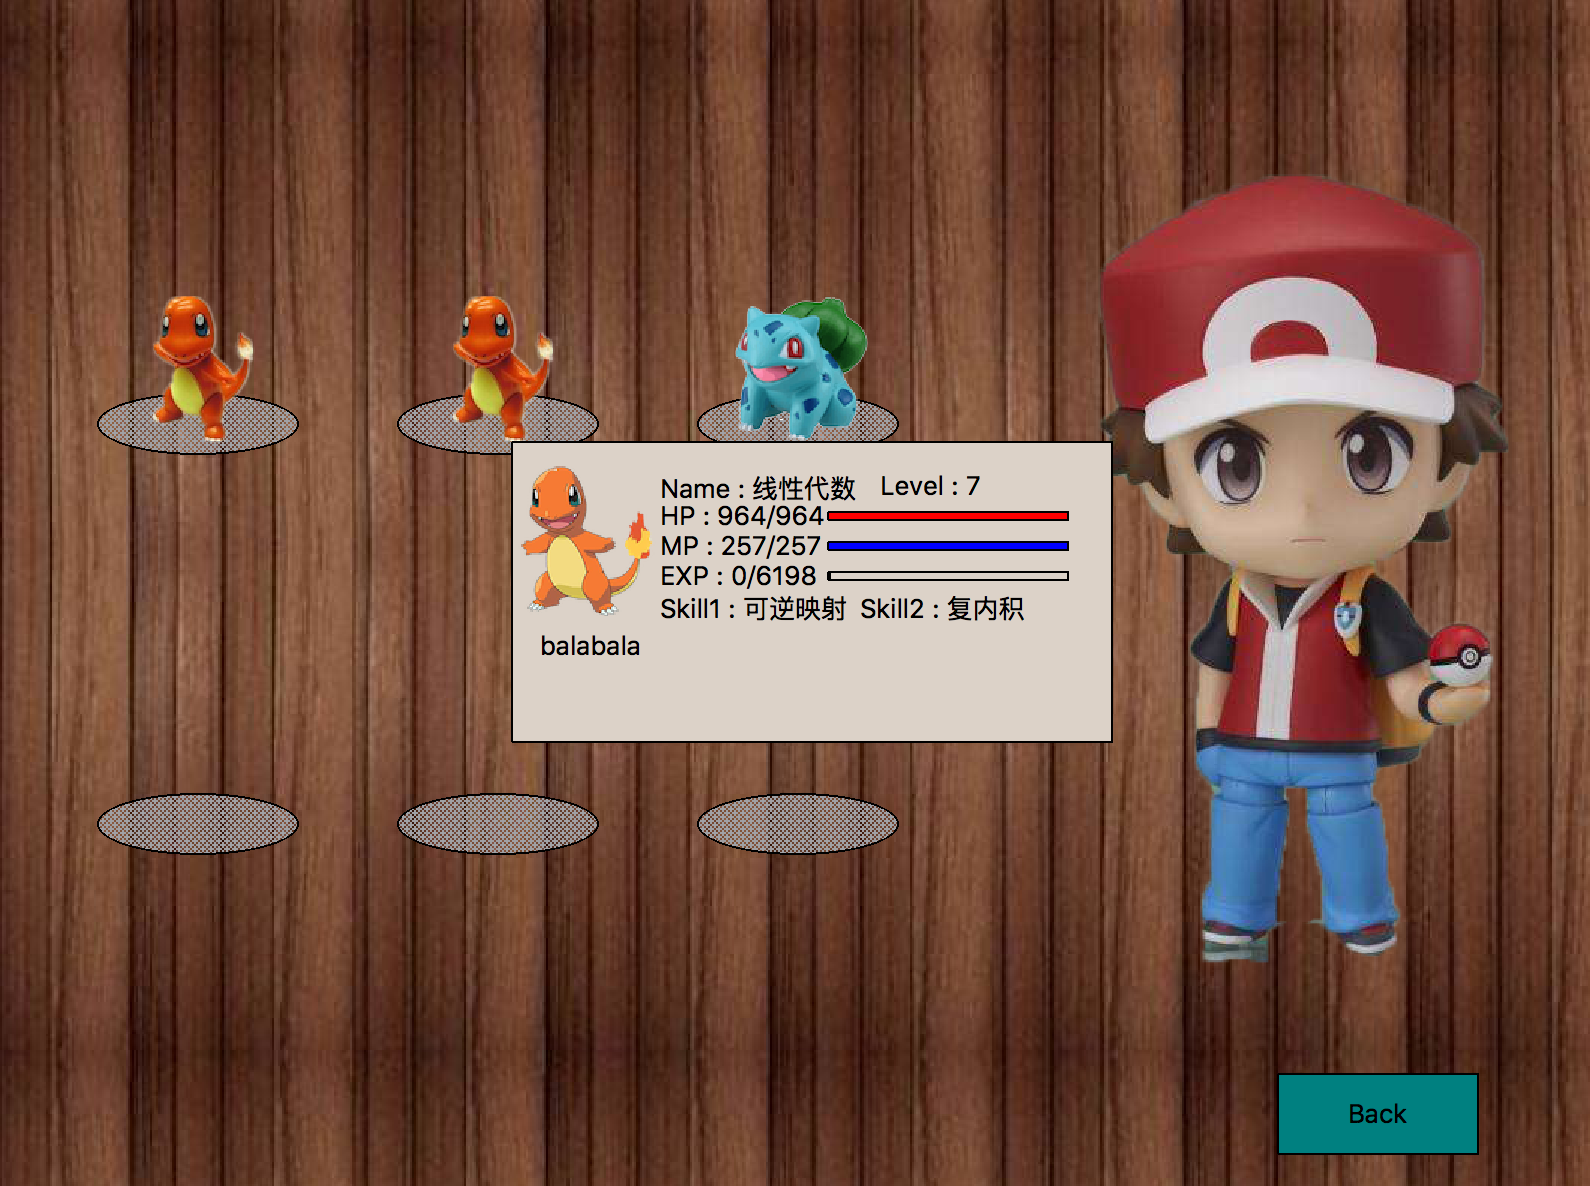 Name : 线性代数 Level : 7
HP : 964/964
MP : 257/257
EXP : 0/6198
Skill1 : 可逆映射 Skill2 : 复内积
balabala
Back